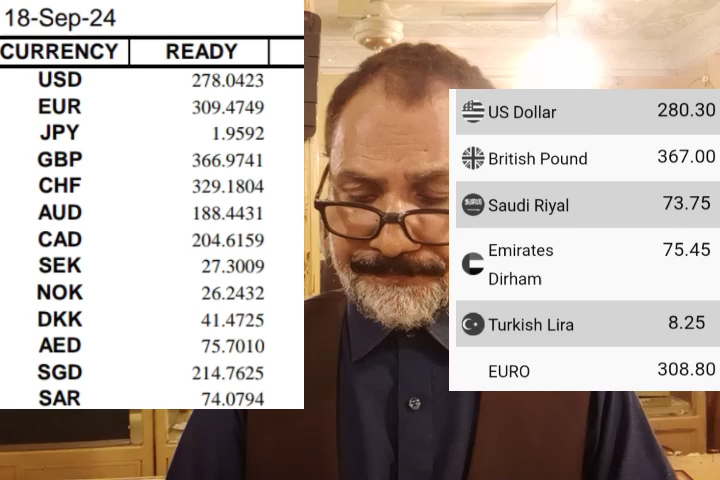 18-Sep-24
CURRENCY READY
USD 278.0423
EUR 309.4749
JPY 1.9592
GBP 366.9741
CHF 329.1804
AUD 188.4431
CAD 204.6159
SEK 27.3009
NOK 26.2432
DKK 41.4725
AED 75.7010
SGD 214.7625
SAR 74.0794
US Dollar 280.30
British Pound 367.00
Saudi Riyal 73.75
Emirates 75.45
Dirham
Turkish Lira 8.25
EURO 308.80